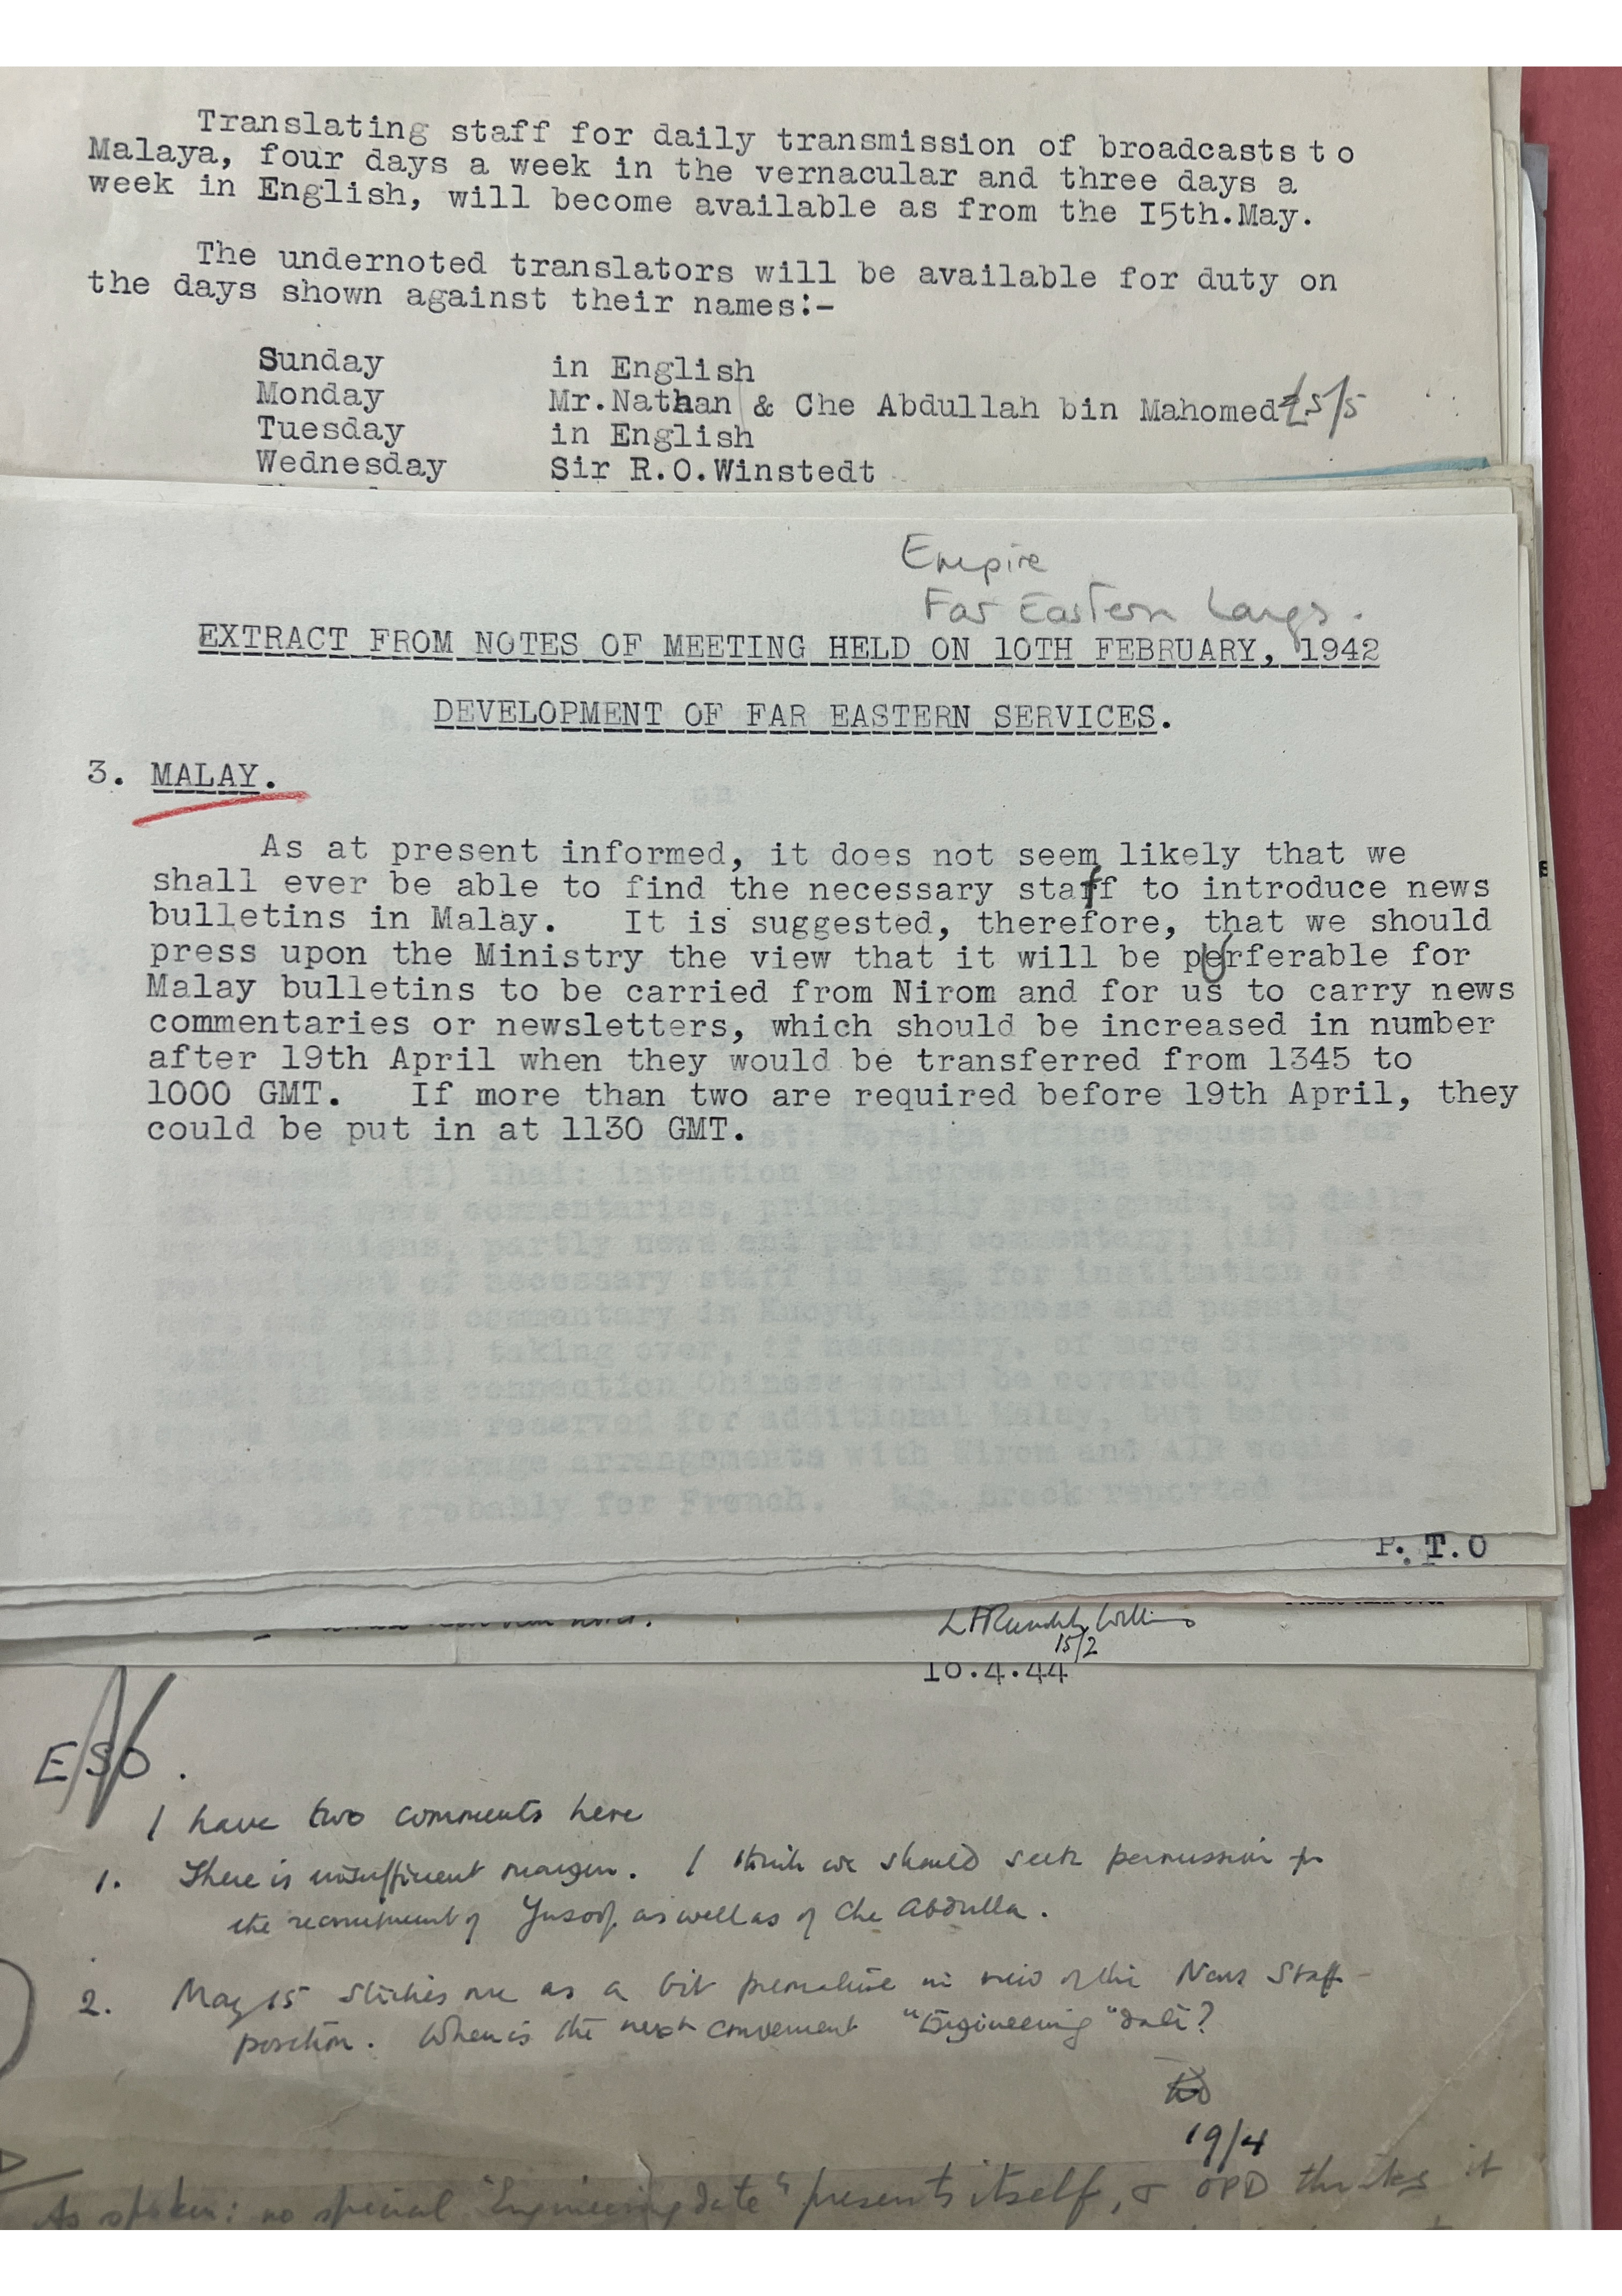 Translating staff for daily transmission of broadcasts to
Malaya, four days a week in the vernacular and three days a
week in English, will become available as from the I5th.May.
The undernoted translators will be available for duty on
the days shown against their names:-
Sunday in English
Monday Mr.Nathan & Che Abdullah bin Mahomed £5/5
Tuesday in English
Wednesday Sir R.O.Winstedt
Empire
Far Eastern Langs.
EXTRACT FROM NOTES OF MEETING HELD ON 10TH FEBRUARY, 1942
DEVELOPMENT OF FAR EASTERN SERVICES.
3. MALAY.
As at present informed, it does not seem likely that we
shall ever be able to find the necessary staff to introduce news
bulletins in Malay. It is suggested, therefore, that we should
press upon the Ministry the view that it will be perferable for
Malay bulletins to be carried from Nirom and for us to carry news
commentaries or newsletters, which should be increased in number
after 19th April when they would be transferred from 1345 to
1000 GMT. If more than two are required before 19th April, they
could be put in at 1130 GMT.
P.T.O
15/2
10.4.44
ESO.
I have two comments here
1. There is insufficient margin. I think we should seek permission for
the recruitment of Yusoof as well as of Che Abdulla.
2. May 15 strikes me as a bit premature in view of the News Staff
position. When is the next convenient "Engineering" date?
19/4
As spoken: no special "Engineering date" presents itself, & OPD thinks it